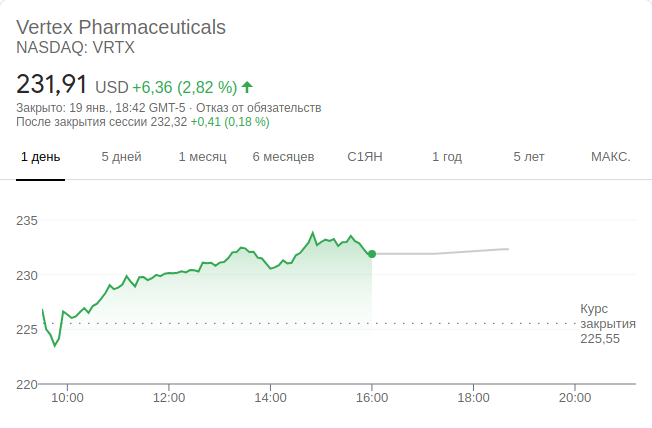 Vertex Pharmaceuticals
NASDAQ: VRTX
231,91 USD +6,36 (2,82 %)
Закрыто: 19 янв., 18:42 GMT-5 · Отказ от обязательств
После закрытия сессии 232,32 +0,41 (0,18 %)
1 день 5 дней 1 месяц 6 месяцев С1ЯН 1 год 5 лет МАКС.
235
230
Курс
225 закрытия
225,55
220
10:00 12:00 14:00 16:00 18:00 20:00